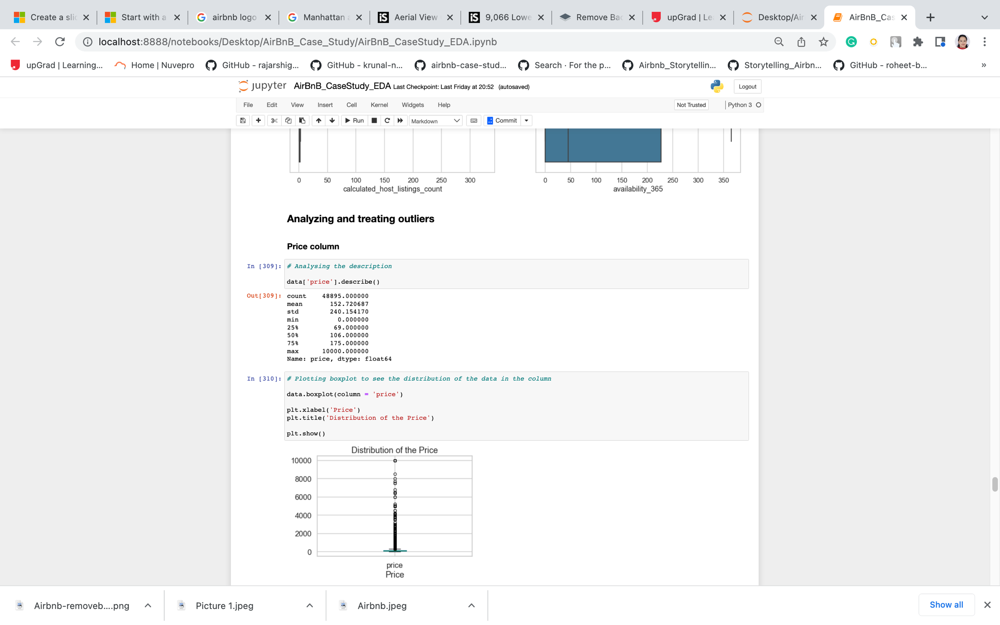 Create a slic
Start with a
airbnb logo
Manhattan a
Aerial View
9,066 Lowe
Remove Bac
upGrad | Le
Desktop/Air
AirBnB_Cas
localhost:8888/notebooks/Desktop/AirBnB_Case_Study/AirBnB_CaseStudy_EDA.ipynb
upGrad | Learning...
Home | Nuvepro
GitHub - rajarshig...
GitHub - krunal-n...
airbnb-case-stud...
Search · For the p...
Airbnb_Storytellin...
Storytelling_Airbn...
GitHub - roheet-b...
»
jupyter AirBnB_CaseStudy_EDA Last Checkpoint: Last Friday at 20:52 (autosaved)
Logout
File Edit View Insert Cell Kernel Widgets Help
Not Trusted
Python 3
Run
Markdown
Commit
0 50 100 150 200 250 300
calculated_host_listings_count
0 50 100 150 200 250 300 350
availability_365
Analyzing and treating outliers
Price column
In [309]: # Analysing the description
data['price'].describe()
Out[309]: count 48895.000000
mean 152.720687
std 240.154170
min 0.000000
25% 69.000000
50% 106.000000
75% 175.000000
max 10000.000000
Name: price, dtype: float64
In [310]: # Plotting boxplot to see the distribution of the data in the column
data.boxplot(column = 'price')
plt.xlabel('Price')
plt.title('Distribution of the Price')
plt.show()
Distribution of the Price
10000
8000
6000
4000
2000
0
price
Price
Airbnb-removeb....png
Picture 1.jpeg
Airbnb.jpeg
Show all